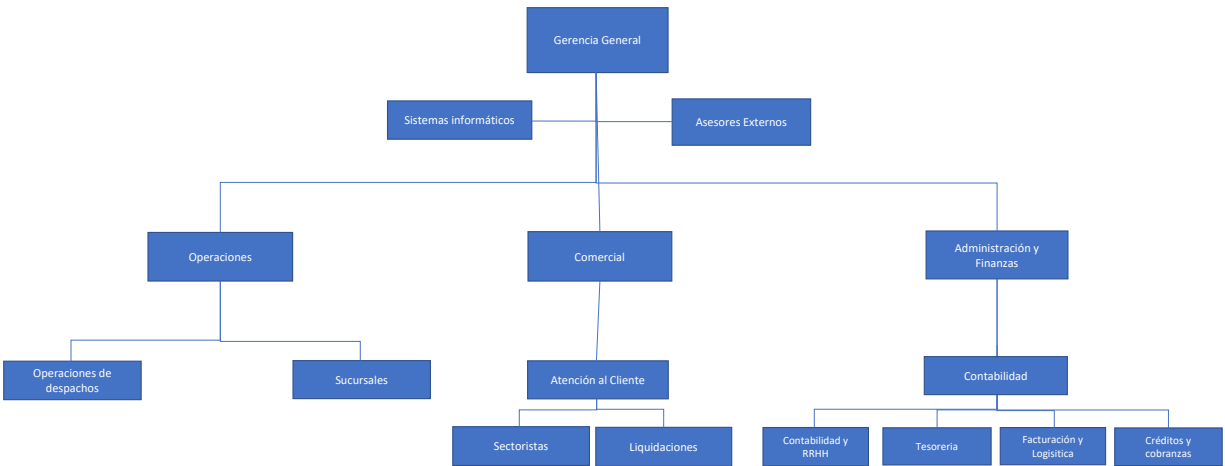 Gerencia General
Sistemas informáticos
Asesores Externos
Operaciones
Comercial
Administración y
Finanzas
Operaciones de
despachos
Sucursales
Atención al Cliente
Contabilidad
Sectoristas
Liquidaciones
Contabilidad y
RRHH
Tesoreria
Facturación y
Logisitica
Créditos y
cobranzas